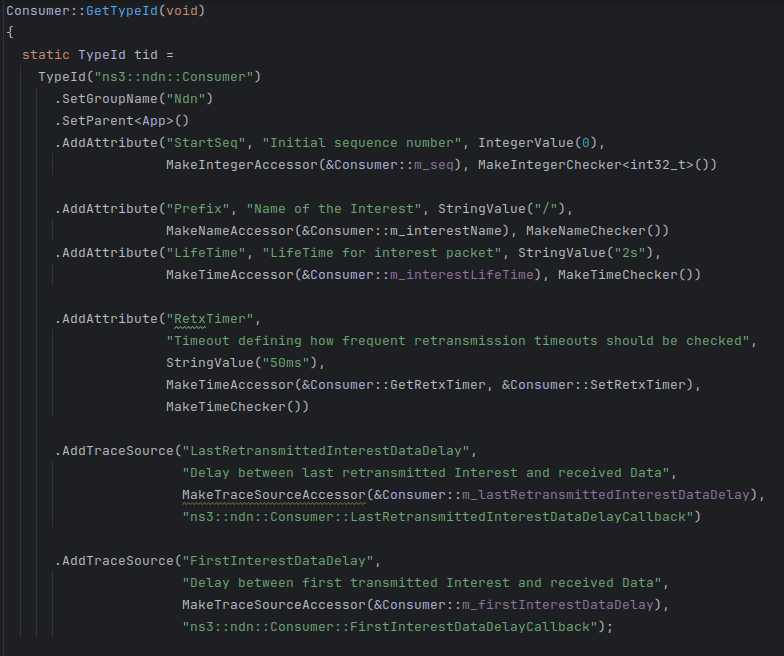 Consumer::GetTypeId(void)
{
  static TypeId tid =
    TypeId("ns3::ndn::Consumer")
      .SetGroupName("Ndn")
      .SetParent<App>()
      .AddAttribute("StartSeq", "Initial sequence number", IntegerValue(0),
                    MakeIntegerAccessor(&Consumer::m_seq), MakeIntegerChecker<int32_t>())

      .AddAttribute("Prefix", "Name of the Interest", StringValue("/"),
                    MakeNameAccessor(&Consumer::m_interestName), MakeNameChecker())
      .AddAttribute("LifeTime", "LifeTime for interest packet", StringValue("2s"),
                    MakeTimeAccessor(&Consumer::m_interestLifeTime), MakeTimeChecker())

      .AddAttribute("RetxTimer",
                    "Timeout defining how frequent retransmission timeouts should be checked",
                    StringValue("50ms"),
                    MakeTimeAccessor(&Consumer::GetRetxTimer, &Consumer::SetRetxTimer),
                    MakeTimeChecker())

      .AddTraceSource("LastRetransmittedInterestDataDelay",
                      "Delay between last retransmitted Interest and received Data",
                      MakeTraceSourceAccessor(&Consumer::m_lastRetransmittedInterestDataDelay),
                      "ns3::ndn::Consumer::LastRetransmittedInterestDataDelayCallback")

      .AddTraceSource("FirstInterestDataDelay",
                      "Delay between first transmitted Interest and received Data",
                      MakeTraceSourceAccessor(&Consumer::m_firstInterestDataDelay),
                      "ns3::ndn::Consumer::FirstInterestDataDelayCallback");